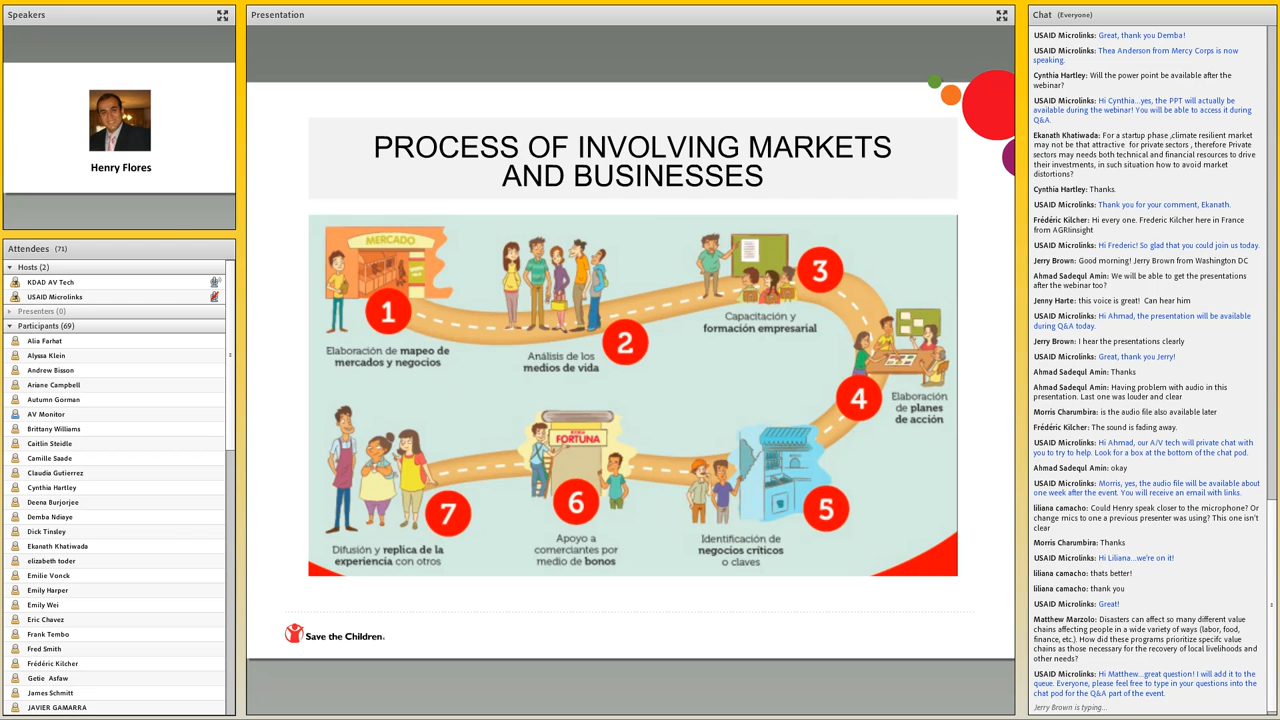 Speakers
Henry Flores
Attendees (71)
Hosts (2)
KDAD AV Tech
USAID Microlinks
Presenters (0)
Participants (69)
Alia Farhat
Alyssa Klein
Andrew Bisson
Ariane Campbell
Autumn Gorman
AV Monitor
Brittany Williams
Caitlin Steidle
Camille Saade
Claudia Gutierrez
Cynthia Hartley
Deena Burjorjee
Demba Ndiaye
Dick Tinsley
Ekanath Khatiwada
elizabeth toder
Emilie Vonck
Emily Harper
Emily Wei
Eric Chavez
Frank Tembo
Fred Smith
Frédéric Kilcher
Getie Asfaw
James Schmitt
JAVIER GAMARRA
Presentation
PROCESS OF INVOLVING MARKETS
AND BUSINESSES
MERCADO
1
Elaboración de mapeo de
mercados y negocios
2
Análisis de los
medios de vida
3
Capacitación y
formación empresarial
4
Elaboración
de planes
de acción
5
Identificación de
negocios críticos
o claves
FORTUNA
6
Apoyo a
comerciantes por
medio de bonos
7
Difusión y replica de la
experiencia con otros
Save the Children.
Chat (Everyone)
USAID Microlinks: Great, thank you Demba!
USAID Microlinks: Thea Anderson from Mercy Corps is now
speaking.
Cynthia Hartley: Will the power point be available after the
webinar?
USAID Microlinks: Hi Cynthia...yes, the PPT will actually be
available during the webinar! You will be able to access it during
Q&A.
Ekanath Khatiwada: For a startup phase ,climate resilient market
may not be that attractive for private sectors , therefore Private
sectors may needs both technical and financial resources to drive
their investments, in such situation how to avoid market
distortions?
Cynthia Hartley: Thanks.
USAID Microlinks: Thank you for your comment, Ekanath.
Frédéric Kilcher: Hi every one. Frederic Kilcher here in France
from AGRIinsight
USAID Microlinks: Hi Frederic! So glad that you could join us today.
Jerry Brown: Good morning! Jerry Brown from Washington DC
Ahmad Sadequl Amin: We will be able to get the presentations
after the webinar too?
Jenny Harte: this voice is great! Can hear him
USAID Microlinks: Hi Ahmad, the presentation will be available
during Q&A today.
Jerry Brown: I hear the presentations clearly
USAID Microlinks: Great, thank you Jerry!
Ahmad Sadequl Amin: Thanks
Ahmad Sadequl Amin: Having problem with audio in this
presentation. Last one was louder and clear
Morris Charumbira: is the audio file also available later
Frédéric Kilcher: The sound is fading away.
USAID Microlinks: Hi Ahmad, our A/V tech will private chat with
you to try to help. Look for a box at the bottom of the chat pod.
Ahmad Sadequl Amin: okay
USAID Microlinks: Morris, yes, the audio file will be available about
one week after the event. You will receive an email with links.
liliana camacho: Could Henry speak closer to the microphone? Or
change mics to one a previous presenter was using? This one isn't
clear
Morris Charumbira: Thanks
USAID Microlinks: Hi Liliana...we're on it!
liliana camacho: thats better!
liliana camacho: thank you
USAID Microlinks: Great!
Matthew Marzolo: Disasters can affect so many different value
chains affecting people in a wide variety of ways (labor, food,
finance, etc.). How did these programs prioritize specifc value
chains as those necessary for the recovery of local livelihoods and
other needs?
USAID Microlinks: Hi Matthew...great question! I will add it to the
queue. Everyone, please feel free to type in your questions into the
chat pod for the Q&A part of the event.
Jerry Brown is typing...